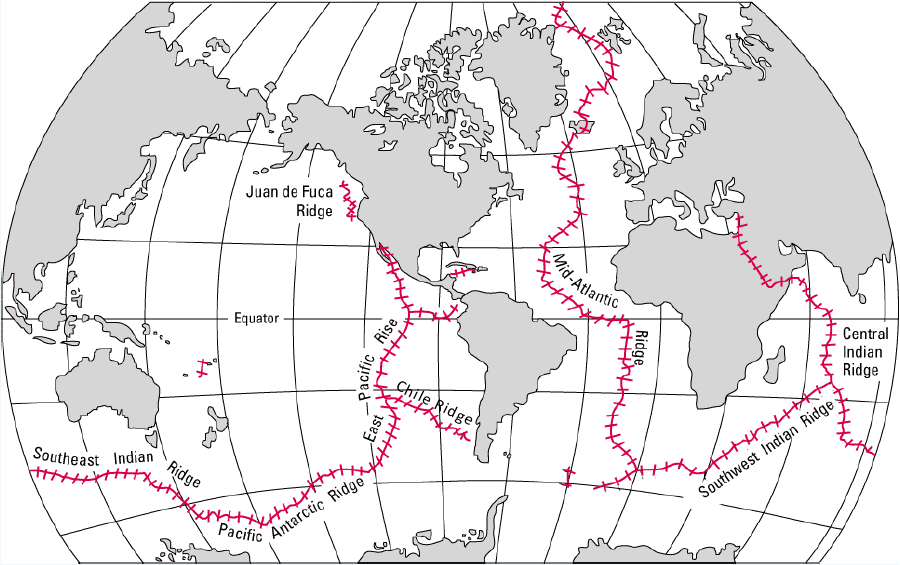 Juan de Fuca
Ridge
Mid-Atlantic
Ridge
Equator
Central
Indian
Ridge
East Pacific Rise
Chile Ridge
Southwest Indian Ridge
Southeast Indian Ridge
Pacific Antarctic Ridge